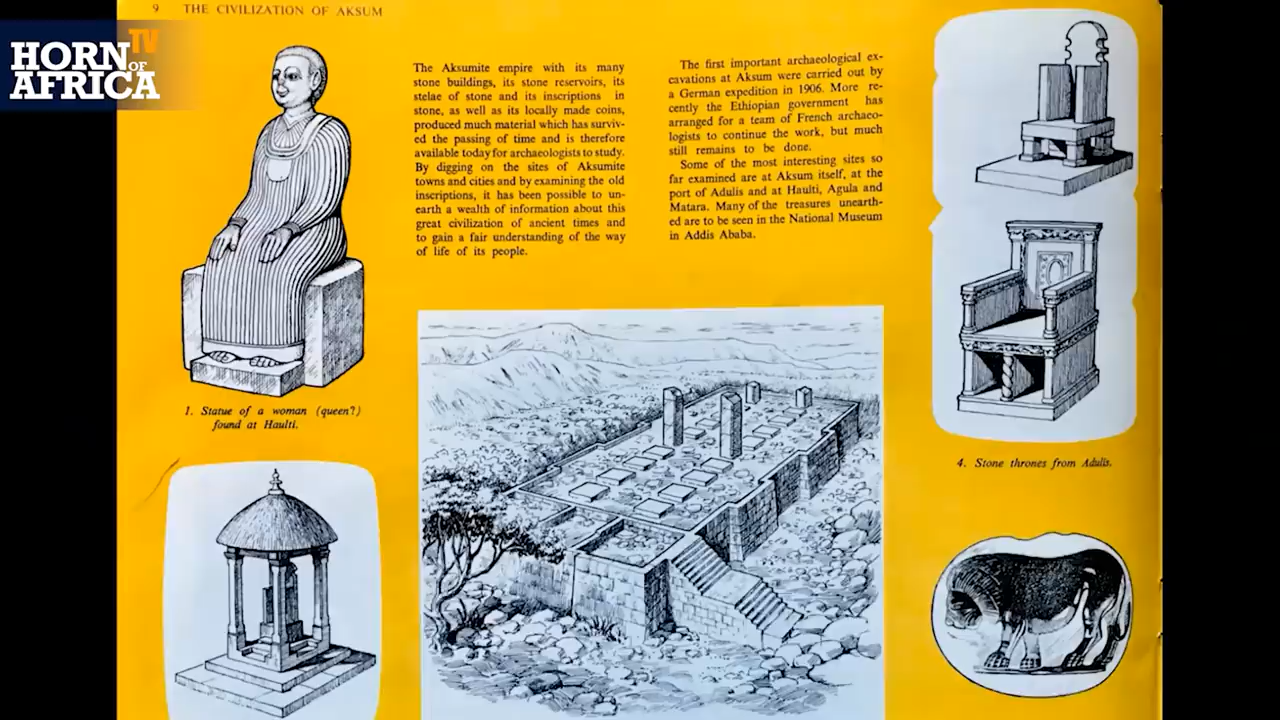 9 THE CIVILIZATION OF AKSUM
HORN OF AFRICA TV
The Aksumite empire with its many
stone buildings, its stone reservoirs, its
stelae of stone and its inscriptions in
stone, as well as its locally made coins,
produced much material which has surviv-
ed the passing of time and is therefore
available today for archaeologists to study.
By digging on the sites of Aksumite
towns and cities and by examining the old
inscriptions, it has been possible to un-
earth a wealth of information about this
great civilization of ancient times and
to gain a fair understanding of the way
of life of its people.
The first important archaeological ex-
cavations at Aksum were carried out by
a German expedition in 1906. More re-
cently the Ethiopian government has
arranged for a team of French archaeo-
logists to continue the work, but much
still remains to be done.
Some of the most interesting sites so
far examined are at Aksum itself, at the
port of Adulis and at Haulti, Agula and
Matara. Many of the treasures unearth-
ed are to be seen in the National Museum
in Addis Ababa.
1. Statue of a woman (queen?)
found at Haulti.
4. Stone thrones from Adulis.